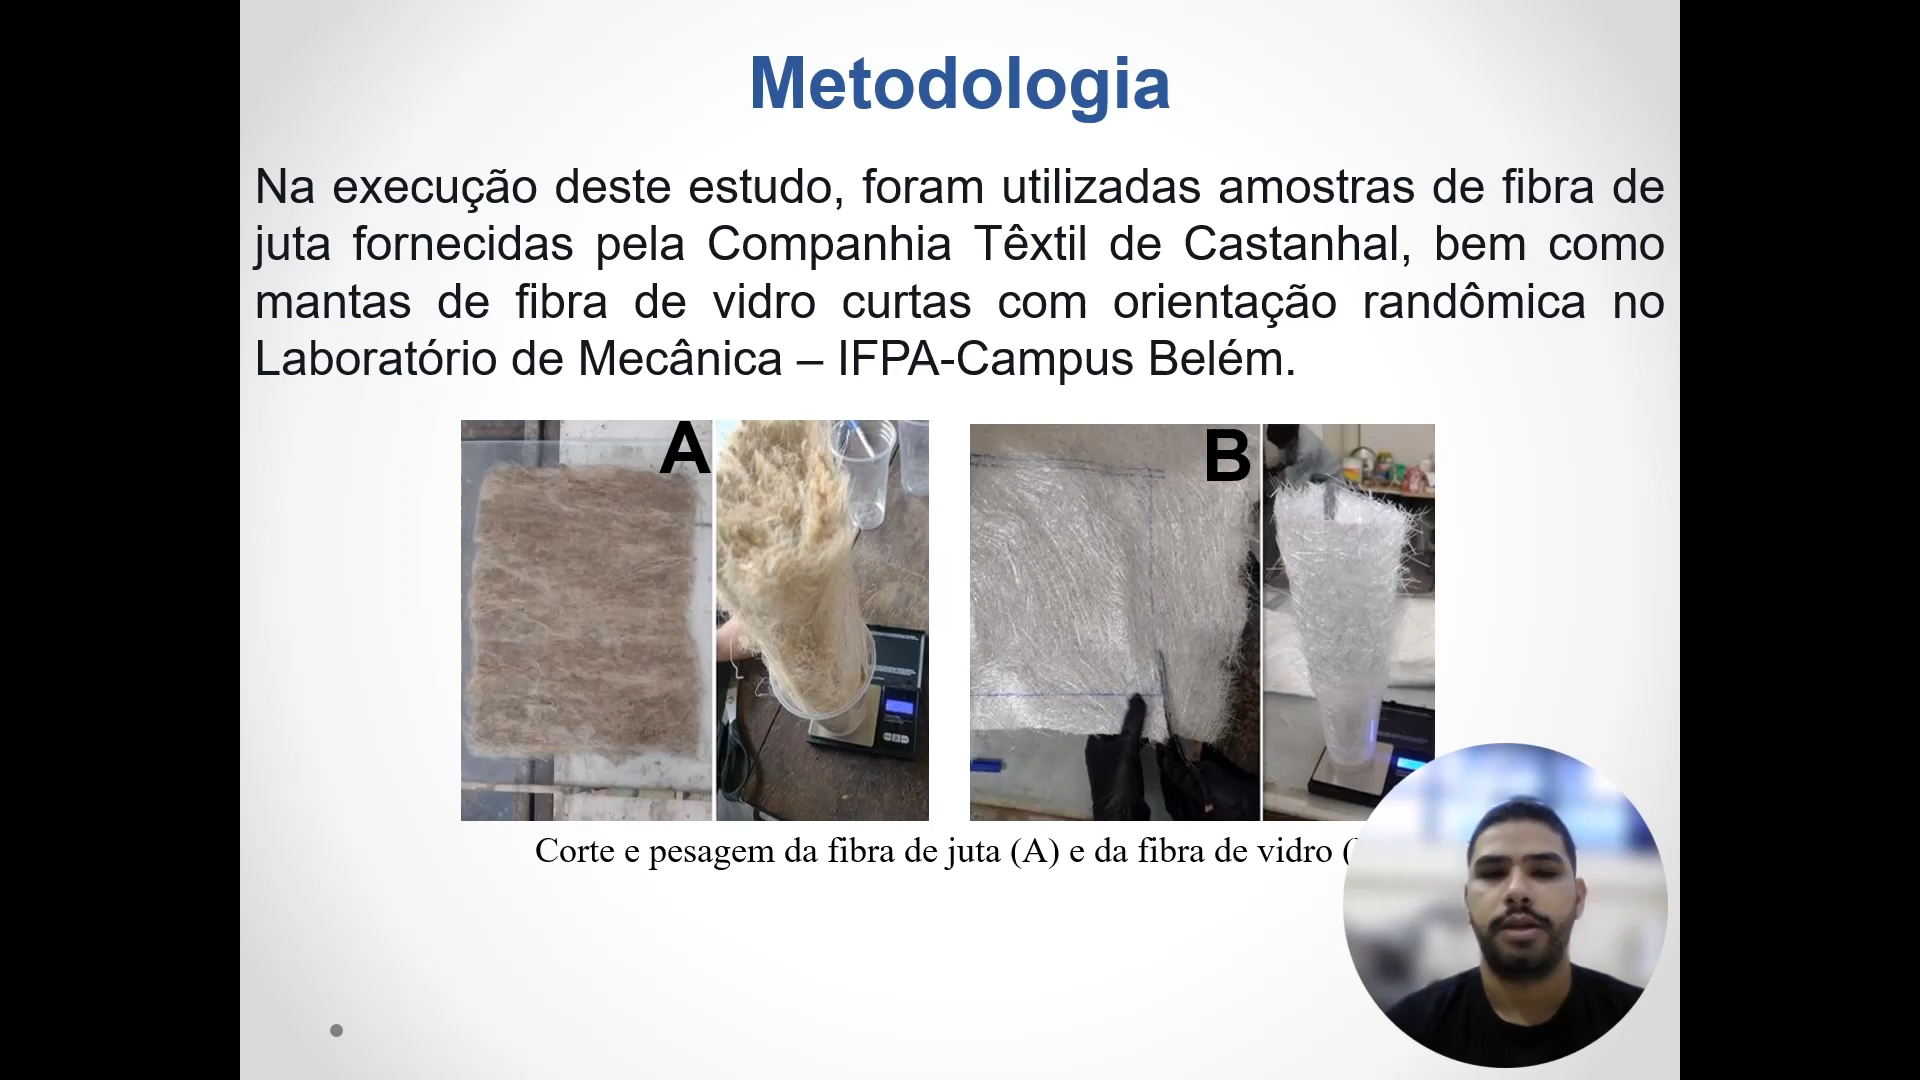 Metodologia
Na execução deste estudo, foram utilizadas amostras de fibra de
juta fornecidas pela Companhia Têxtil de Castanhal, bem como
mantas de fibra de vidro curtas com orientação randômica no
Laboratório de Mecânica – IFPA-Campus Belém.
A
B
Corte e pesagem da fibra de juta (A) e da fibra de vidro (